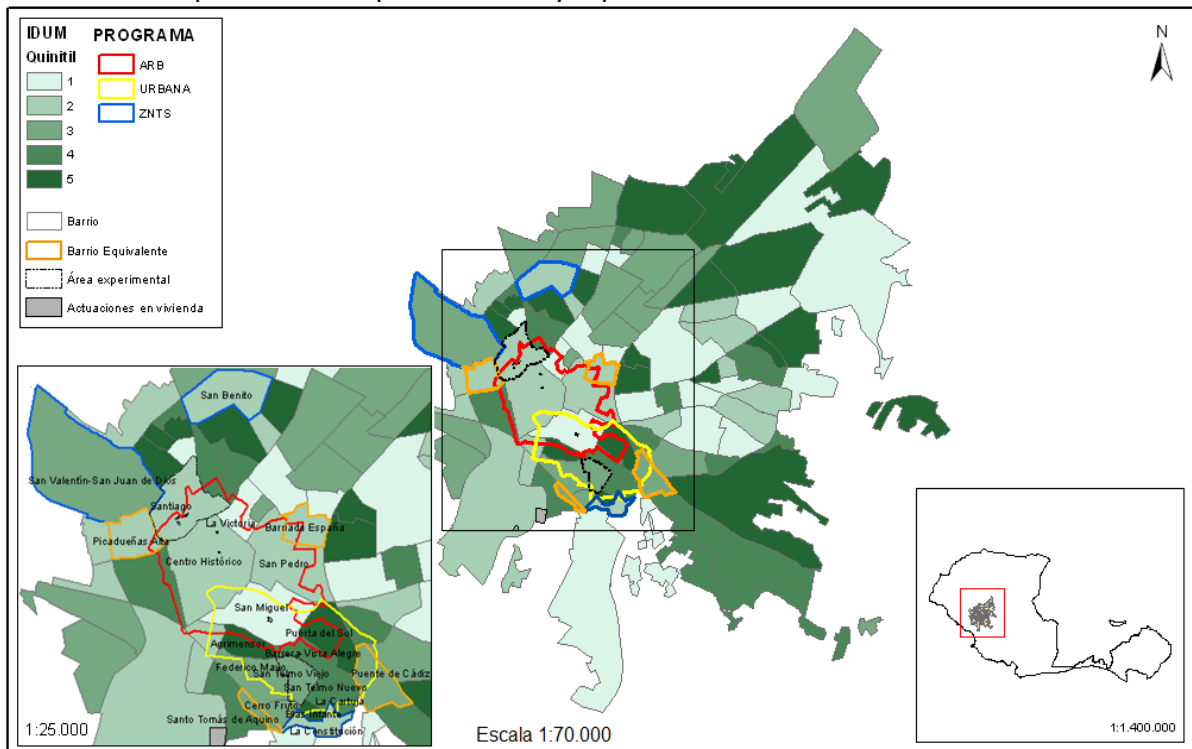 IDUM PROGRAMA
Quinitil
1
2
3
4
5
ARB
URBANA
ZNTS
Barrio
Barrio Equivalente
Área experimental
Actuaciones en vivienda
N
San Benito
San Valentín-San Juan de Dios
Santiago
La Victoria
Barriada España
Picadueñas Alta
Centro Histórico
San Pedro
San Miguel
Puerta del Sol
Agrimensor
Barrera-Vista Alegre
Federico Mayo
San Telmo Viejo
Puente de Cádiz
San Telmo Nuevo
La Cartuja
Cerro Fruto
Blas Infante
Santo Tomás de Aquino
La Constitución
1:25.000
Escala 1:70.000
1:1.400.000